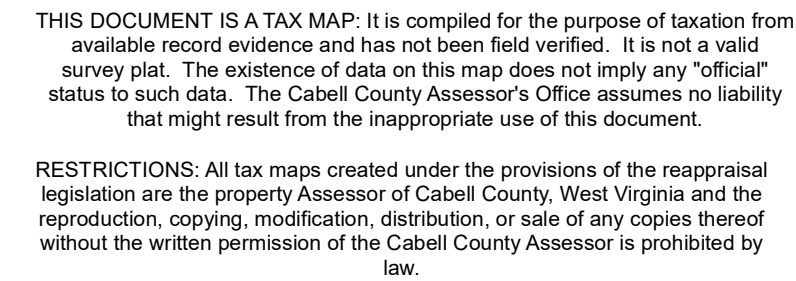 THIS DOCUMENT IS A TAX MAP: It is compiled for the purpose of taxation from
available record evidence and has not been field verified.  It is not a valid
survey plat.  The existence of data on this map does not imply any "official"
status to such data.  The Cabell County Assessor's Office assumes no liability
that might result from the inappropriate use of this document.

RESTRICTIONS: All tax maps created under the provisions of the reappraisal
legislation are the property Assessor of Cabell County, West Virginia and the
reproduction, copying, modification, distribution, or sale of any copies thereof
without the written permission of the Cabell County Assessor is prohibited by
law.